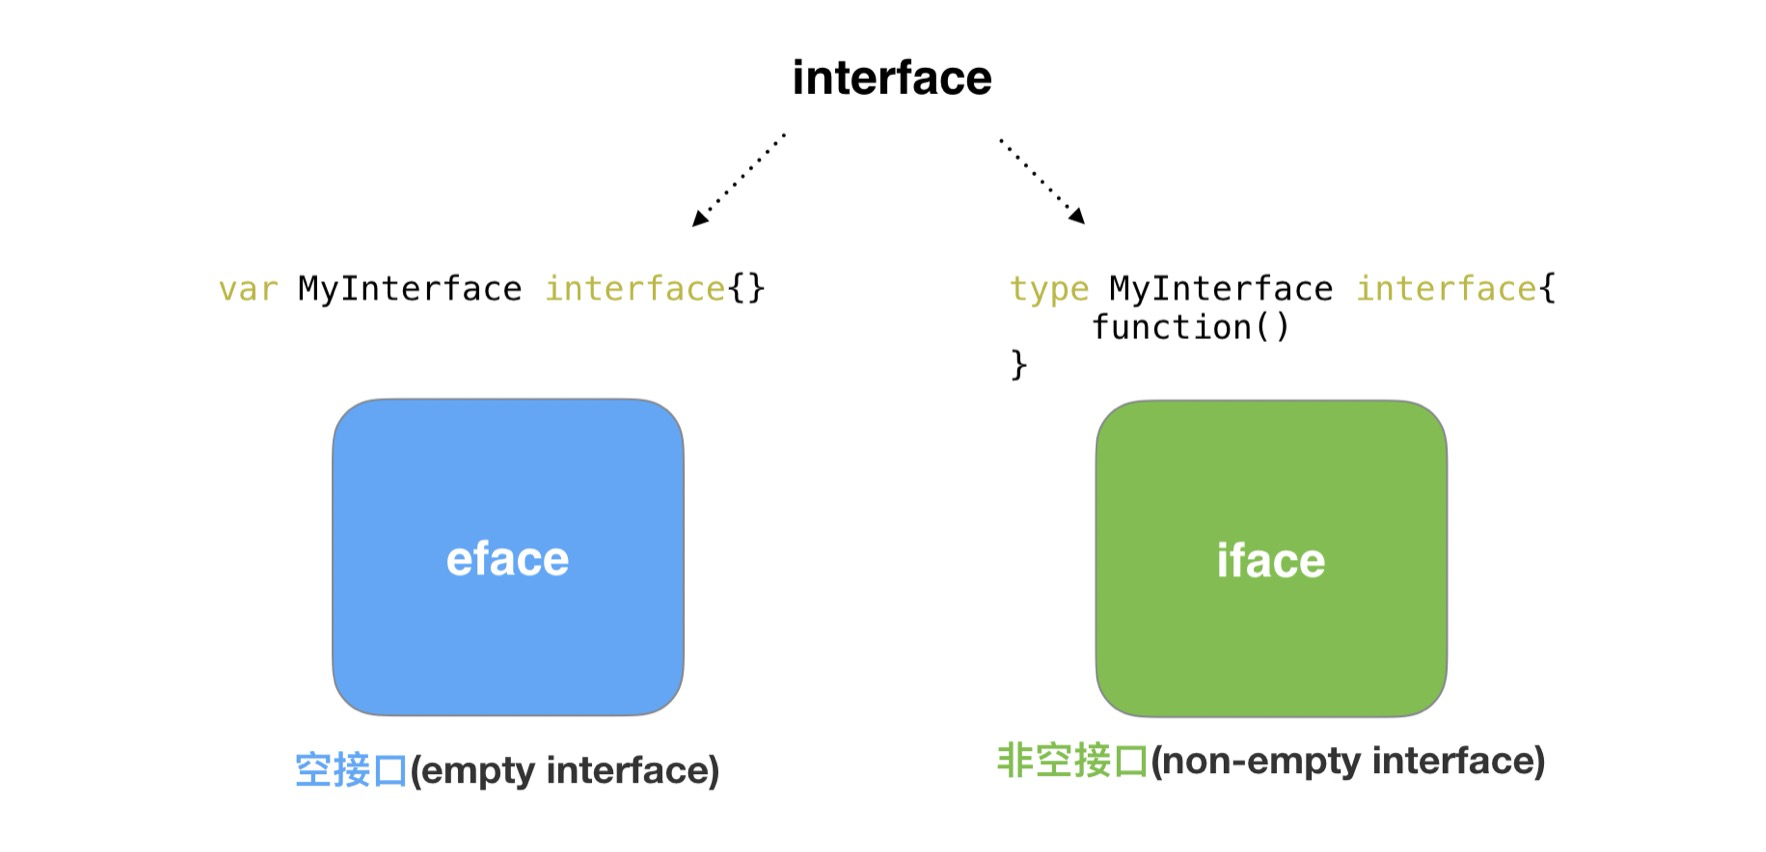 interface
var MyInterface interface{}
type MyInterface interface{
    function()
}
eface
iface
空接口(empty interface)
非空接口(non-empty interface)